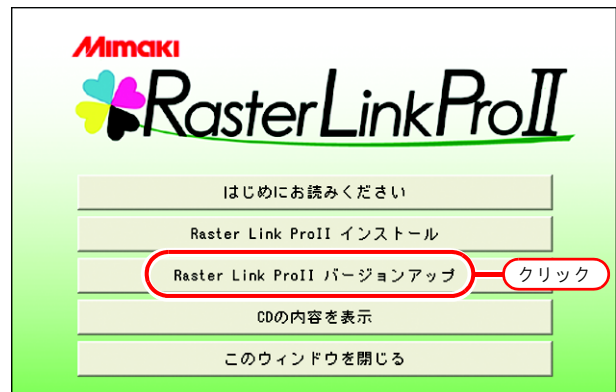 Mimaki
RasterLinkProII
はじめにお読みください
Raster Link ProII インストール
Raster Link ProII バージョンアップ
クリック
CDの内容を表示
このウィンドウを閉じる